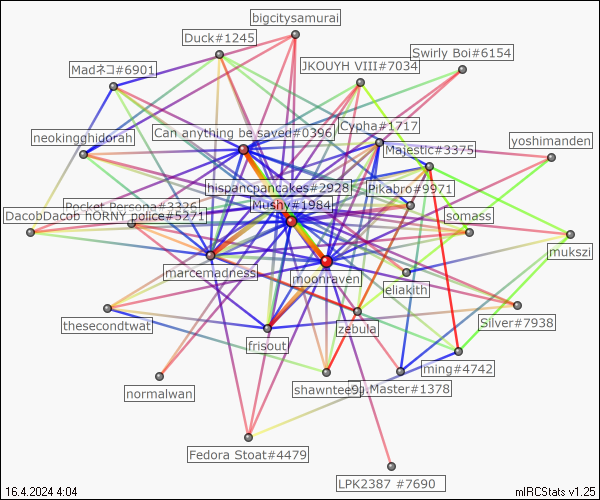 bigcitysamurai
Duck#1245
Swirly Boi#6154
JKOUYH VIII#7034
Madネコ#6901
Cypha#1717
Can anything be sayed#0396
neokingghidorah
yoshimanden
Majestic#3375
hispancpancakes#2928
Pikabro#9971
Pocket Persona#3326
Mushy#1984
DacobDacob hORNY police#5271
somass
mukszi
marcemadness
moonraven
eliakith
thesecondtwat
zebula
Silver#7938
frisout
ming#4742
normalwan
shawntee9
.Master#1378
Fedora Stoat#4479
LPK2387 #7690
16.4.2024 4:04
mIRCStats v1.25